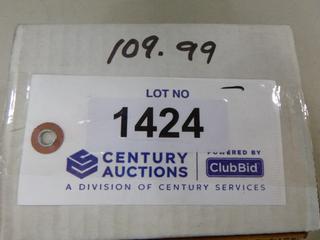 109.99
LOT NO
1424
CENTURY AUCTIONS
POWERED BY
ClubBid
A DIVISION OF CENTURY SERVICES